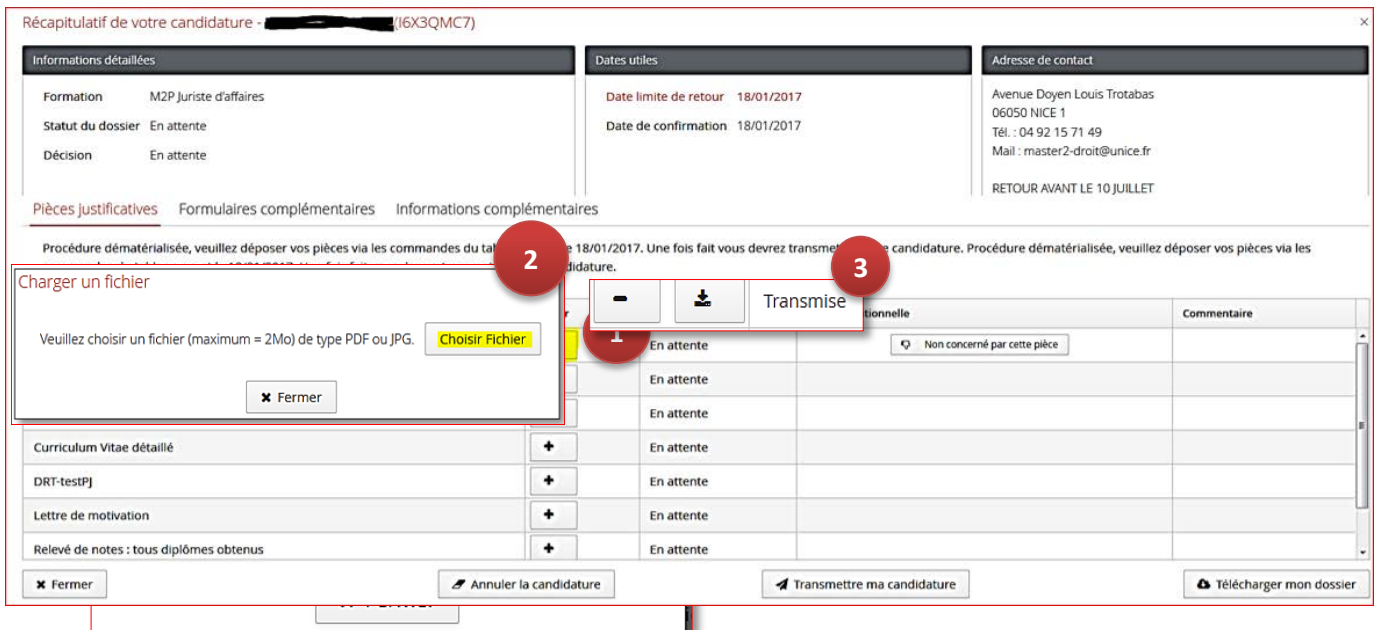 Récapitulatif de votre candidature - (I6X3QMC7)
×
Informations détaillées
Formation M2P Juriste d'affaires
Statut du dossier En attente
Décision En attente
Dates utiles
Date limite de retour 18/01/2017
Date de confirmation 18/01/2017
Adresse de contact
Avenue Doyen Louis Trotabas
06050 NICE 1
Tél. : 04 92 15 71 49
Mail : master2-droit@unice.fr
RETOUR AVANT LE 10 JUILLET
Pièces justificatives Formulaires complémentaires Informations complémentaires
Procédure dématérialisée, veuillez déposer vos pièces via les commandes du 18/01/2017. Une fois fait vous devrez candidature. Procédure dématérialisée, veuillez déposer vos pièces via les
2
3
Charger un fichier
Veuillez choisir un fichier (maximum = 2Mo) de type PDF ou JPG. Choisir Fichier
Fermer
Transmise
1
Commentaire
En attente Non concerné par cette pièce
En attente
En attente
Curriculum Vitae détaillé + En attente
DRT-testPJ + En attente
Lettre de motivation + En attente
Relevé de notes : tous diplômes obtenus + En attente
Fermer Annuler la candidature Transmettre ma candidature Télécharger mon dossier